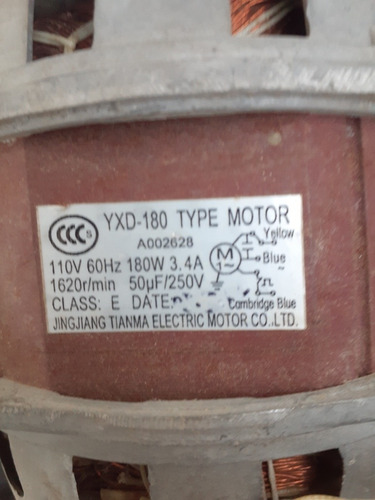 CCC S
YXD-180 TYPE MOTOR
A002628
110V 60Hz 180W 3.4A
1620r/min 50μF/250V
CLASS: E DATE:
M
1~
Yellow
Blue
Cambridge Blue
JINGJIANG TIANMA ELECTRIC MOTOR CO.,LTD.